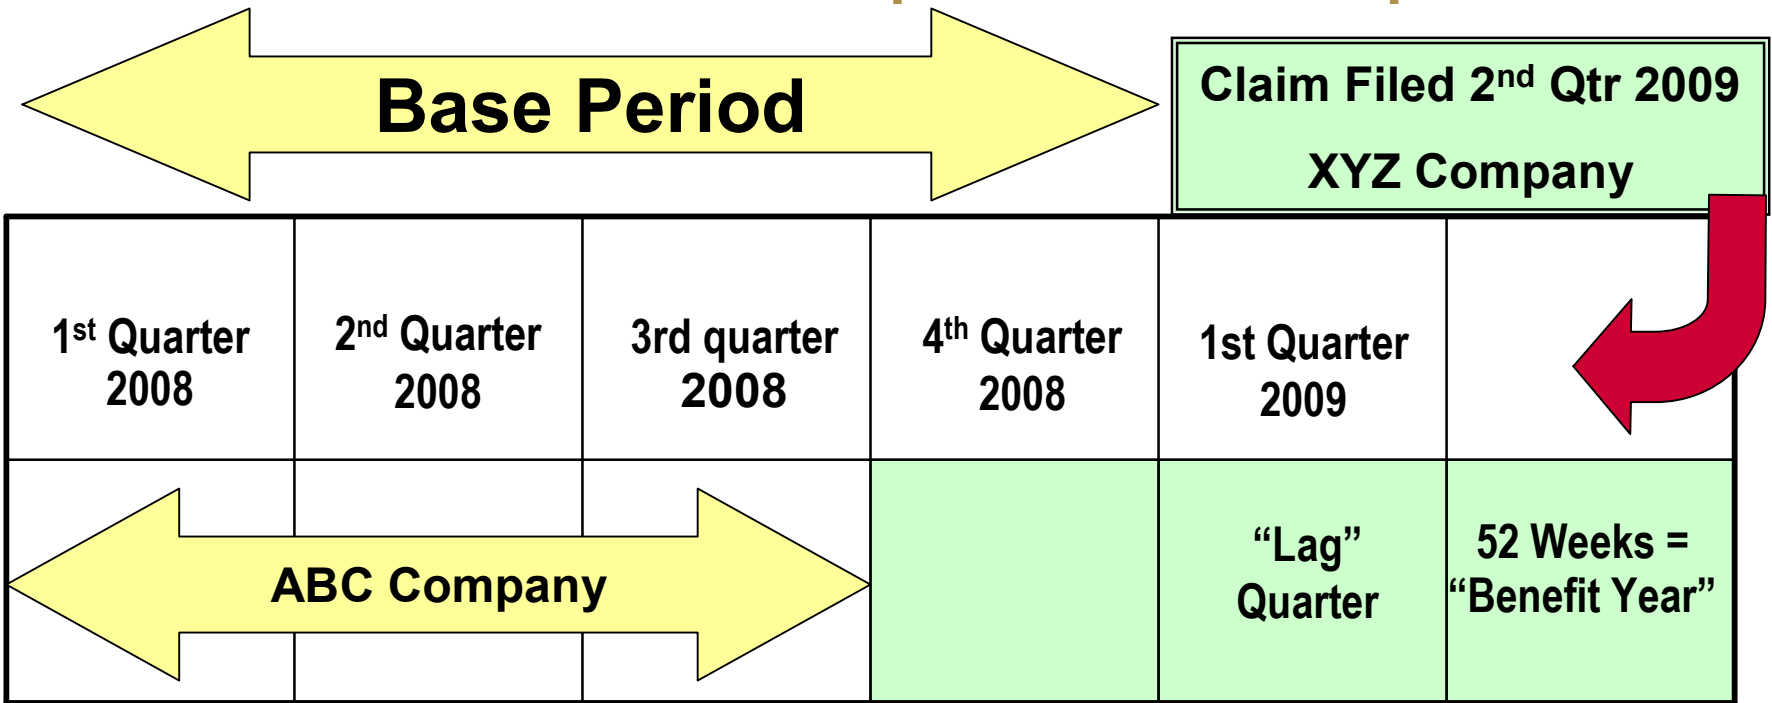 Base Period
Claim Filed 2nd Qtr 2009
XYZ Company
1st Quarter
2008
2nd Quarter
2008
3rd quarter
2008
4th Quarter
2008
1st Quarter
2009
ABC Company
“Lag”
Quarter
52 Weeks =
“Benefit Year”